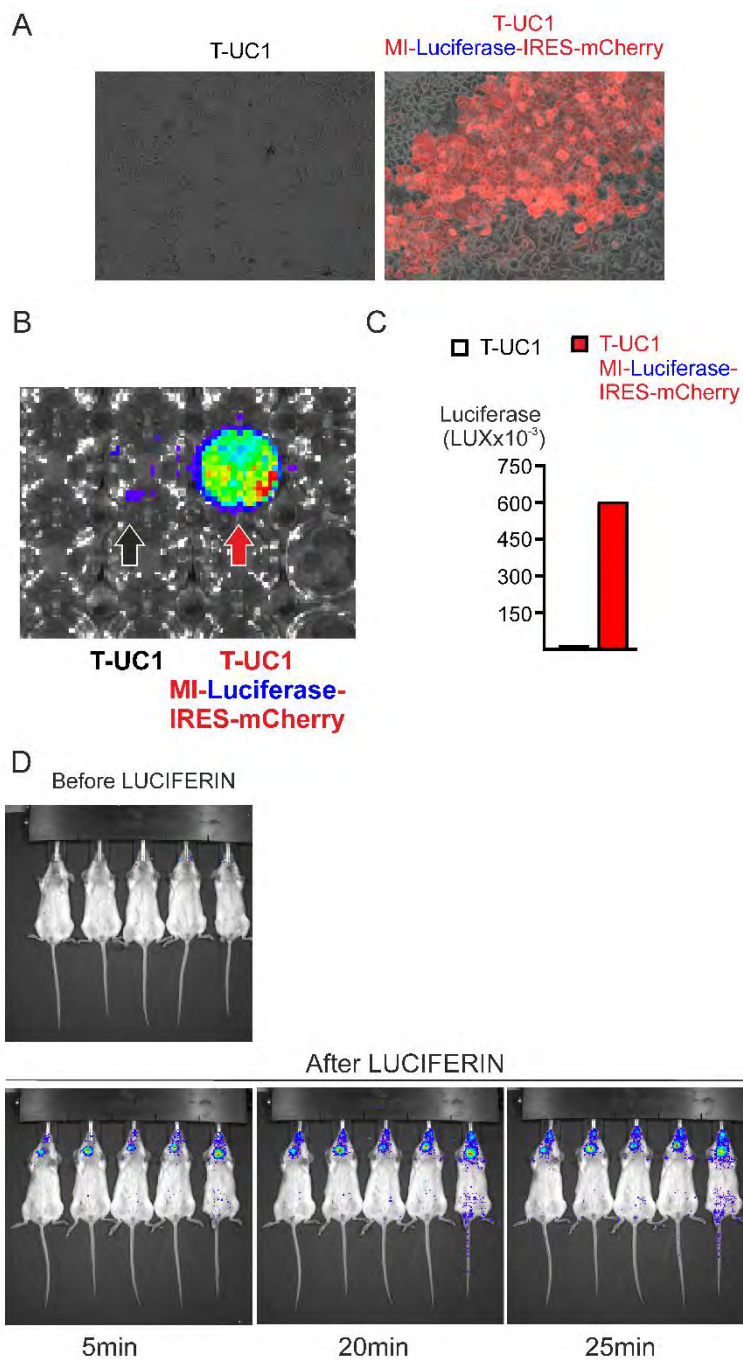 A
T-UC1
T-UC1
MI-Luciferase-IRES-mCherry
B
T-UC1
T-UC1
MI-Luciferase-
IRES-mCherry
C
T-UC1
T-UC1
MI-Luciferase-
IRES-mCherry
Luciferase
(LUXx10⁻³)
750
600
450
300
150
D
Before LUCIFERIN
After LUCIFERIN
5min
20min
25min